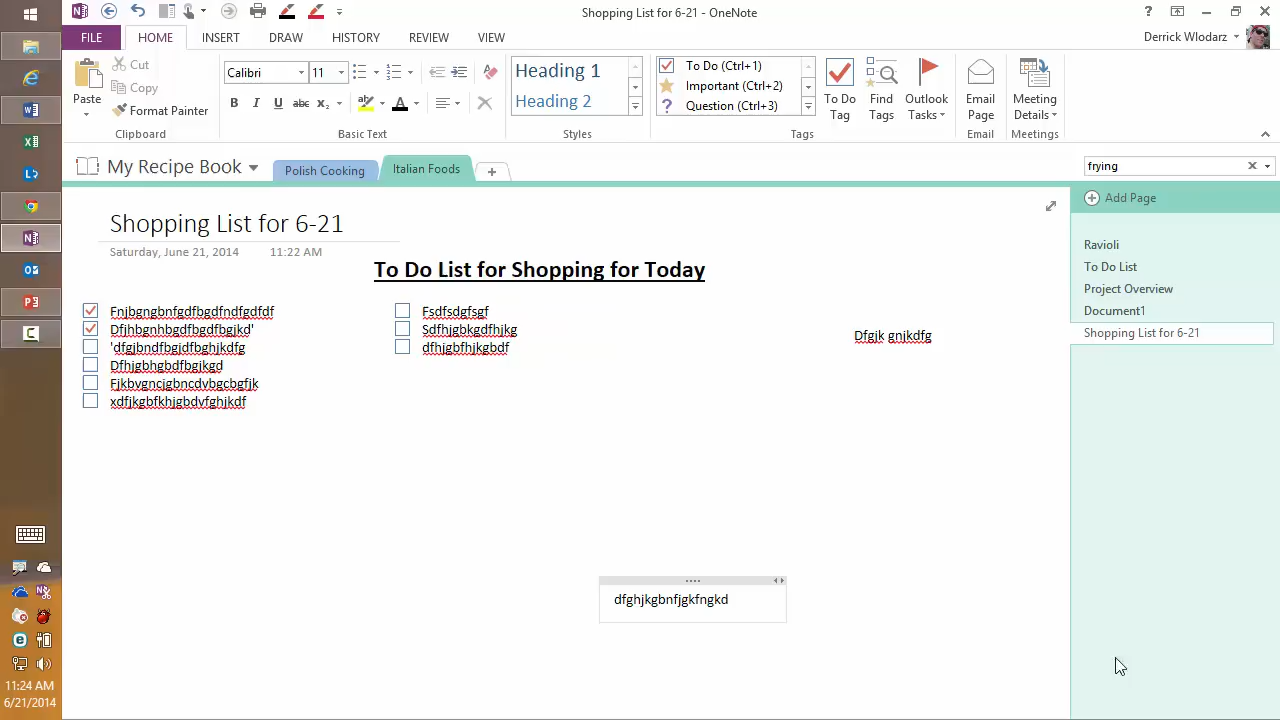 Shopping List for 6-21 - OneNote
?
FILE HOME INSERT DRAW HISTORY REVIEW VIEW
Derrick Wlodarz
Paste
Cut
Copy
Format Painter
Clipboard
Calibri 11
B I U abc x₂ A
Basic Text
Heading 1
Heading 2
Styles
To Do (Ctrl+1)
Important (Ctrl+2)
? Question (Ctrl+3)
To Do
Tag
Find
Tags
Outlook
Tasks
Tags
Email
Page
Email
Meeting
Details
Meetings
My Recipe Book
Polish Cooking
Italian Foods
+
frying
Add Page
Ravioli
To Do List
Project Overview
Document1
Shopping List for 6-21
Shopping List for 6-21
Saturday, June 21, 2014 11:22 AM
To Do List for Shopping for Today
Fnjbgngbnfgdfbgdfndfgdfdf
Dfjhbgnhbgdfbgdfbgjkd'
'dfgjbndfbgjdfbghjkdfg
Dfhjgbhgbdfbgjkgd
Fjkbvgncjgbncdvbgcbgfjk
xdfjkgbfkhjgbdvfghjkdf
Fsdfsdgfsgf
Sdfhjgbkgdfhjkg
dfhjgbfhjkgbdf
Dfgjk gnjkdfg
dfghjkgbnfjgkfngkd
11:24 AM
6/21/2014